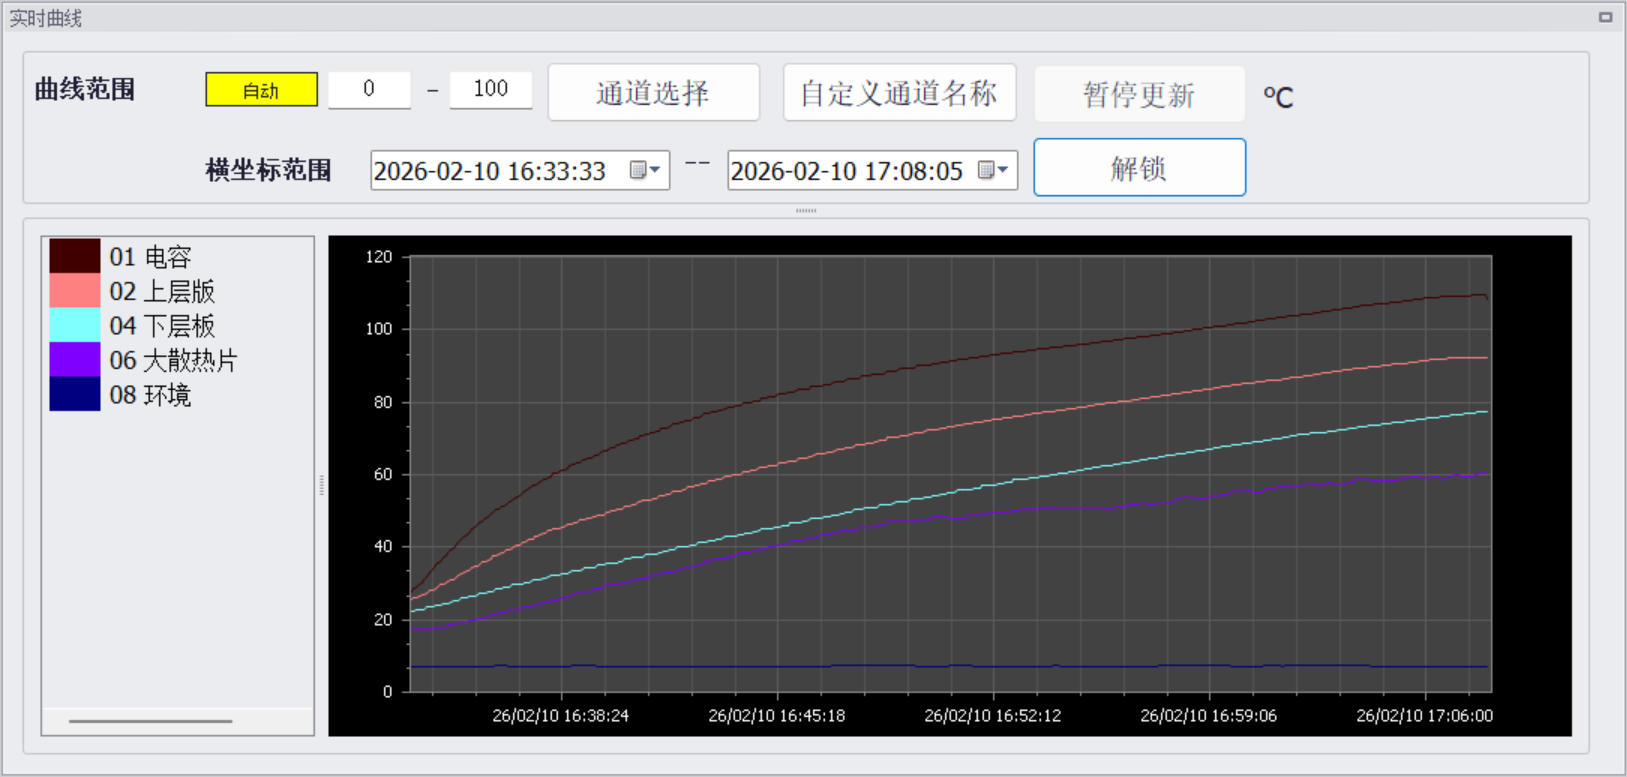 实时曲线
曲线范围 自动 0 - 100 通道选择 自定义通道名称 暂停更新 ℃
横坐标范围 2026-02-10 16:33:33 -- 2026-02-10 17:08:05 解锁
01 电容
02 上层版
04 下层板
06 大散热片
08 环境
120
100
80
60
40
20
0
26/02/10 16:38:24 26/02/10 16:45:18 26/02/10 16:52:12 26/02/10 16:59:06 26/02/10 17:06:00